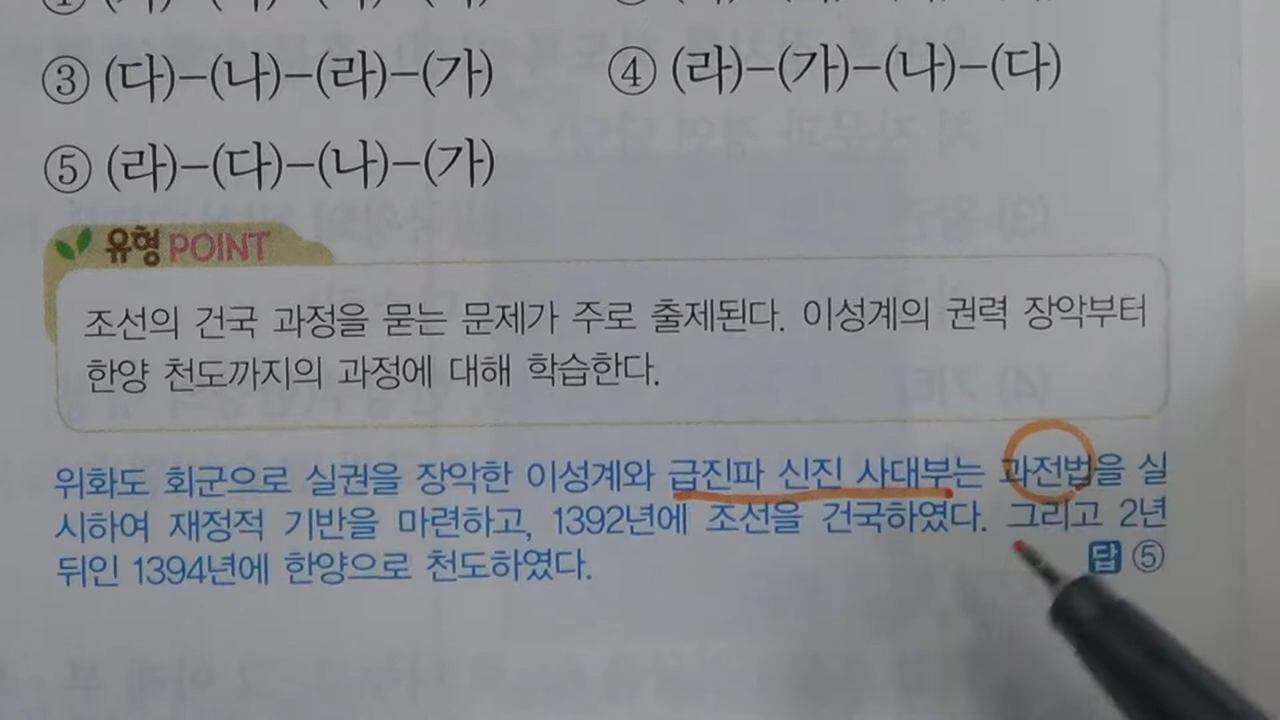 ③ (다)-(나)-(라)-(가) ④ (라)-(가)-(나)-(다)
⑤ (라)-(다)-(나)-(가)
유형 POINT
조선의 건국 과정을 묻는 문제가 주로 출제된다. 이성계의 권력 장악부터
한양 천도까지의 과정에 대해 학습한다.
위화도 회군으로 실권을 장악한 이성계와 급진파 신진 사대부는 과전법을 실
시하여 재정적 기반을 마련하고, 1392년에 조선을 건국하였다. 그리고 2년
뒤인 1394년에 한양으로 천도하였다.
답 ⑤